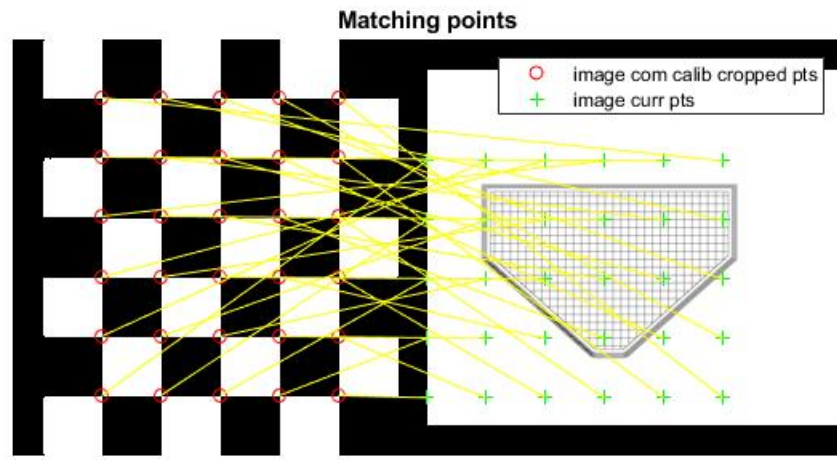 Matching points
image com calib cropped pts
image curr pts